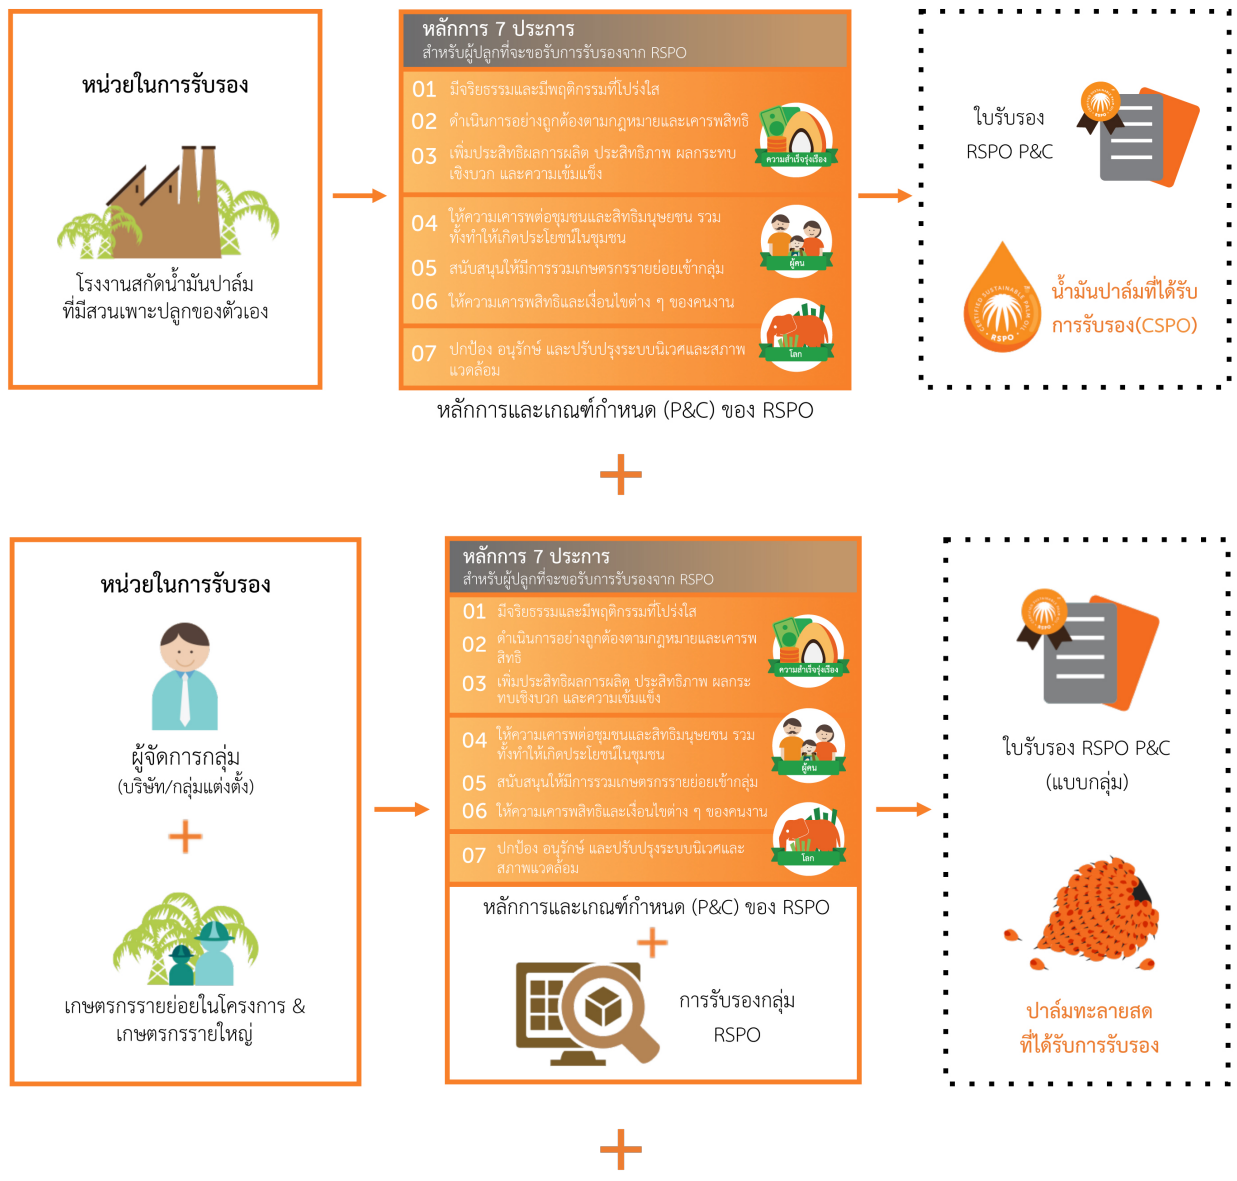 หน่วยในการรับรอง
โรงงานสกัดน้ำมันปาล์ม
ที่มีสวนเพาะปลูกของตัวเอง
หลักการ 7 ประการ
สำหรับผู้ปลูกที่จะขอรับการรับรองจาก RSPO
01 มีจริยธรรมและมีพฤติกรรมที่โปร่งใส
02 ดำเนินการอย่างถูกต้องตามกฎหมายและเคารพสิทธิ
03 เพิ่มประสิทธิผลการผลิต ประสิทธิภาพ ผลกระทบ
เชิงบวก และความเข้มแข็ง
ความสำเร็จรุ่งเรือง
04 ให้ความเคารพต่อชุมชนและสิทธิมนุษยชน รวม
ทั้งทำให้เกิดประโยชน์ในชุมชน
05 สนับสนุนให้มีการรวมเกษตรกรรายย่อยเข้ากลุ่ม
ผู้คน
06 ให้ความเคารพสิทธิและเงื่อนไขต่าง ๆ ของคนงาน
07 ปกป้อง อนุรักษ์ และปรับปรุงระบบนิเวศและสภาพ
แวดล้อม
โลก
หลักการและเกณฑ์กำหนด (P&C) ของ RSPO
ใบรับรอง
RSPO P&C
CERTIFIED SUSTAINABLE PALM OIL
RSPO
น้ำมันปาล์มที่ได้รับ
การรับรอง(CSPO)
หน่วยในการรับรอง
ผู้จัดการกลุ่ม
(บริษัท/กลุ่มแต่งตั้ง)
เกษตรกรรายย่อยในโครงการ &
เกษตรกรรายใหญ่
หลักการ 7 ประการ
สำหรับผู้ปลูกที่จะขอรับการรับรองจาก RSPO
01 มีจริยธรรมและมีพฤติกรรมที่โปร่งใส
02 ดำเนินการอย่างถูกต้องตามกฎหมายและเคารพ
สิทธิ
03 เพิ่มประสิทธิผลการผลิต ประสิทธิภาพ ผลกระ
ทบเชิงบวก และความเข้มแข็ง
ความสำเร็จรุ่งเรือง
04 ให้ความเคารพต่อชุมชนและสิทธิมนุษยชน รวม
ทั้งทำให้เกิดประโยชน์ในชุมชน
05 สนับสนุนให้มีการรวมเกษตรกรรายย่อยเข้ากลุ่ม
ผู้คน
06 ให้ความเคารพสิทธิและเงื่อนไขต่าง ๆ ของคนงาน
07 ปกป้อง อนุรักษ์ และปรับปรุงระบบนิเวศและ
สภาพแวดล้อม
โลก
หลักการและเกณฑ์กำหนด (P&C) ของ RSPO
การรับรองกลุ่ม
RSPO
ใบรับรอง RSPO P&C
(แบบกลุ่ม)
ปาล์มทะลายสด
ที่ได้รับการรับรอง